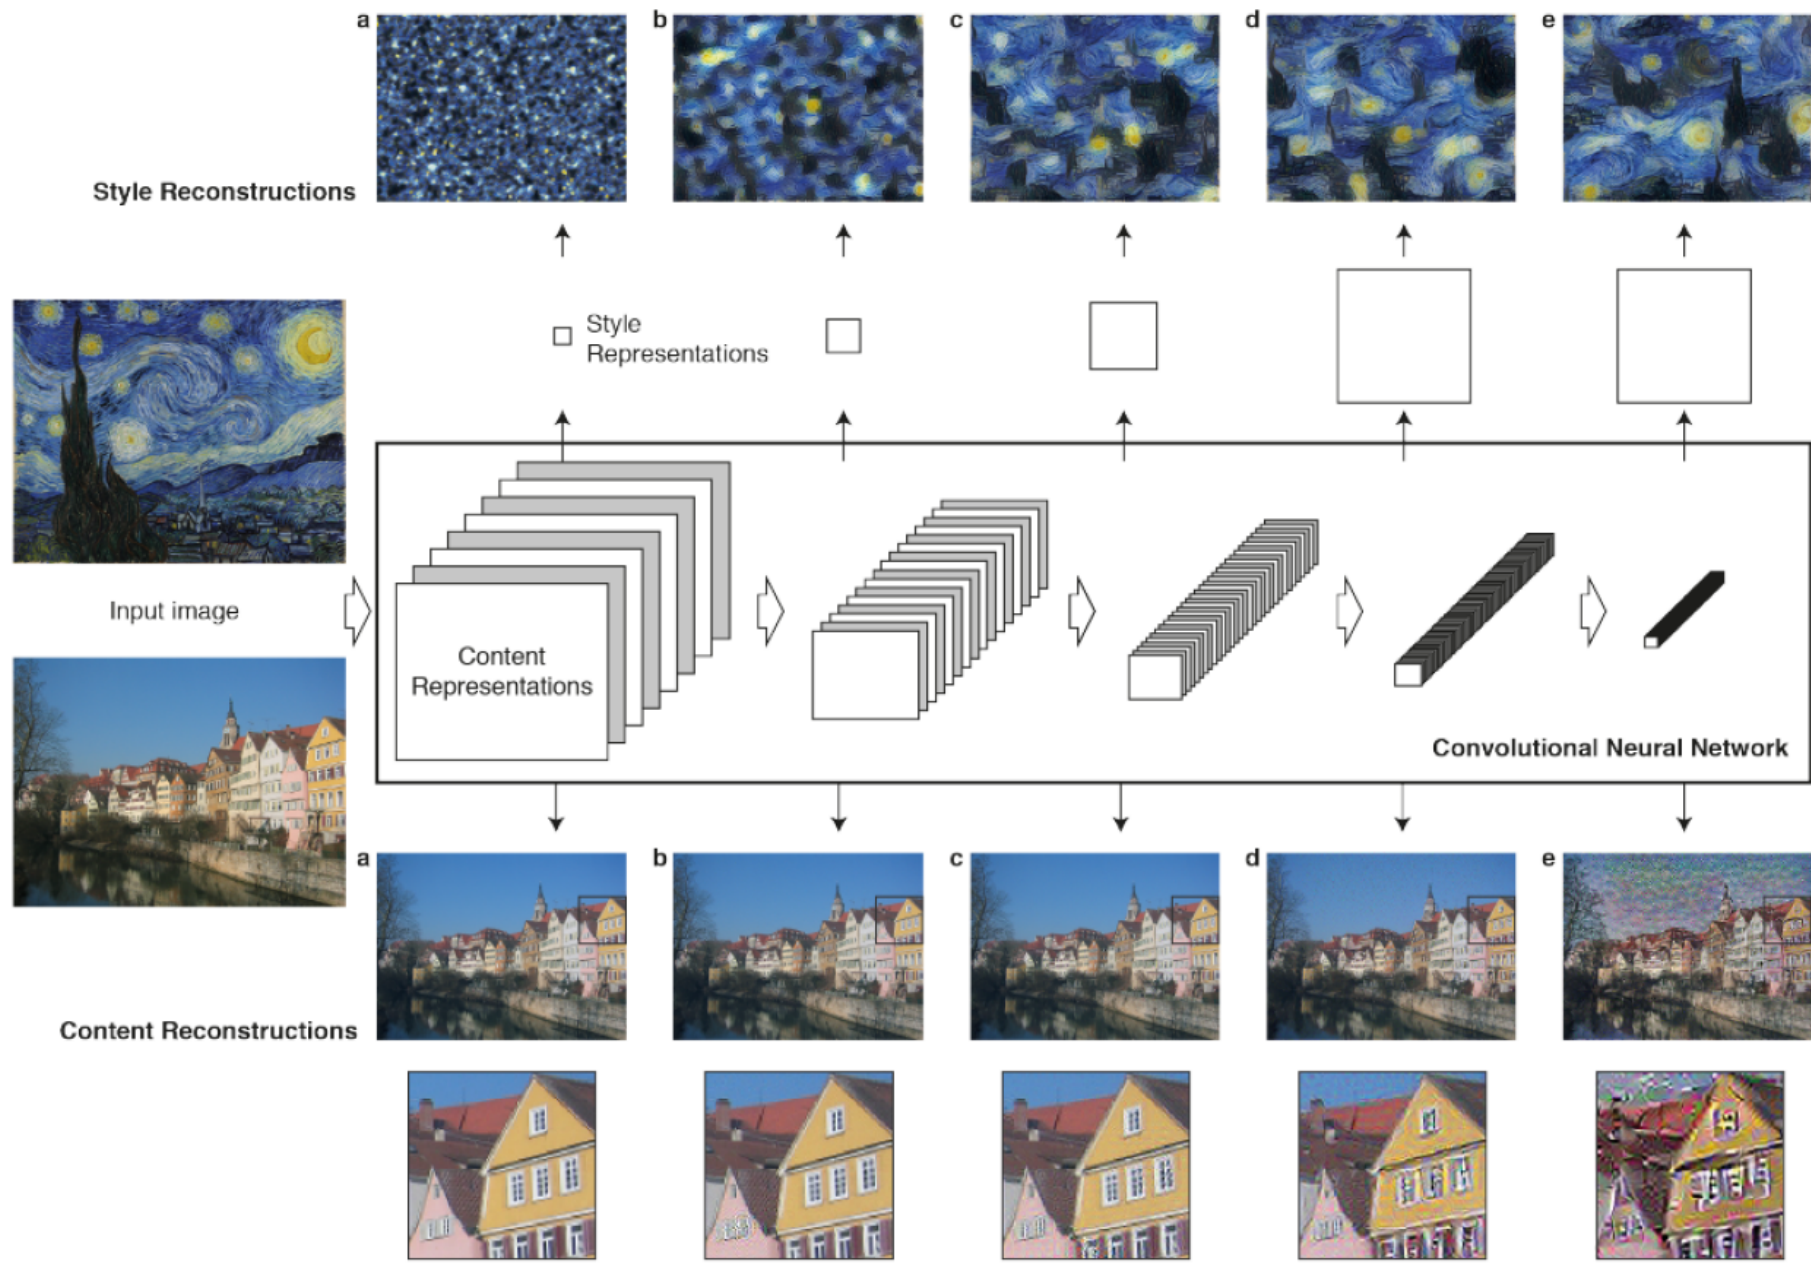 a
b
c
d
e
Style Reconstructions
Style
Representations
Input image
Content
Representations
Convolutional Neural Network
a
b
c
d
e
Content Reconstructions